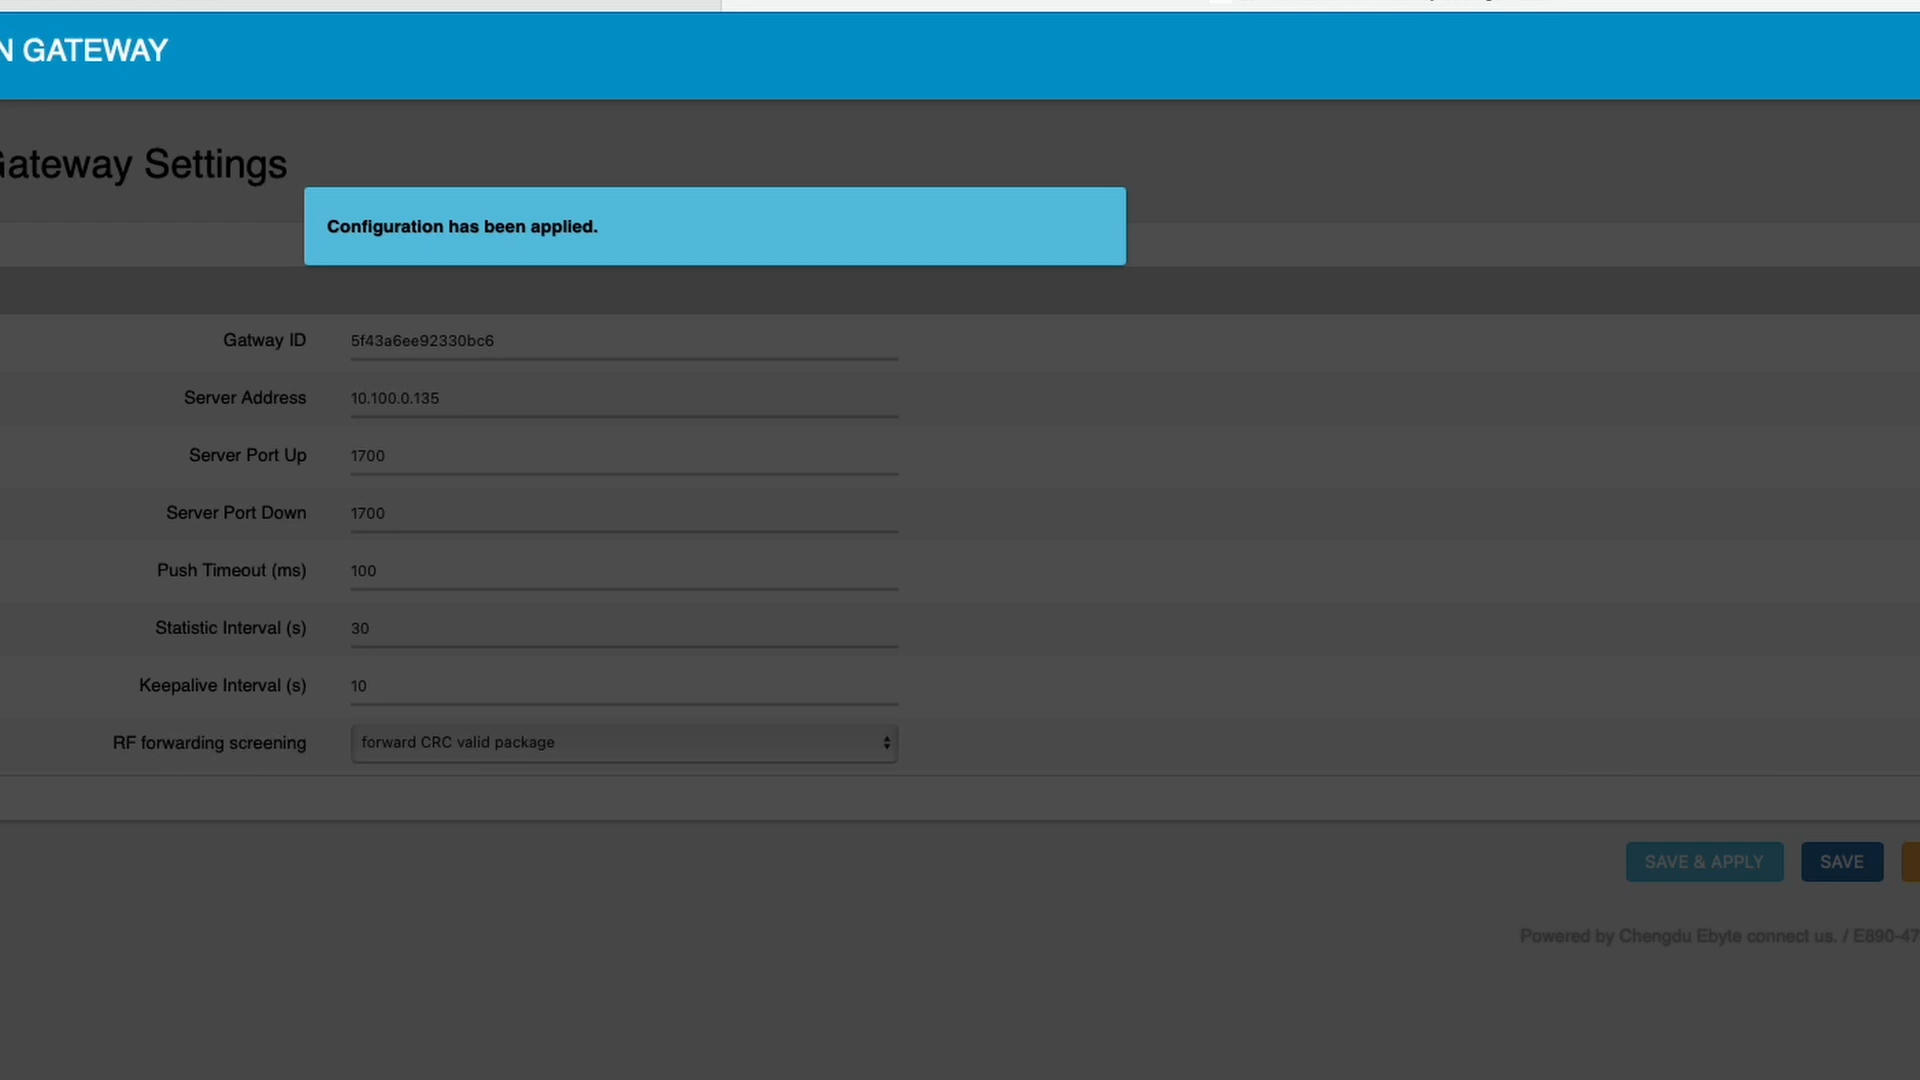 N GATEWAY
Gateway Settings
Configuration has been applied.
Gatway ID 5f43a6ee92330bc6
Server Address 10.100.0.135
Server Port Up 1700
Server Port Down 1700
Push Timeout (ms) 100
Statistic Interval (s) 30
Keepalive Interval (s) 10
RF forwarding screening forward CRC valid package
SAVE & APPLY SAVE
Powered by Chengdu Ebyte connect us. / E890-47